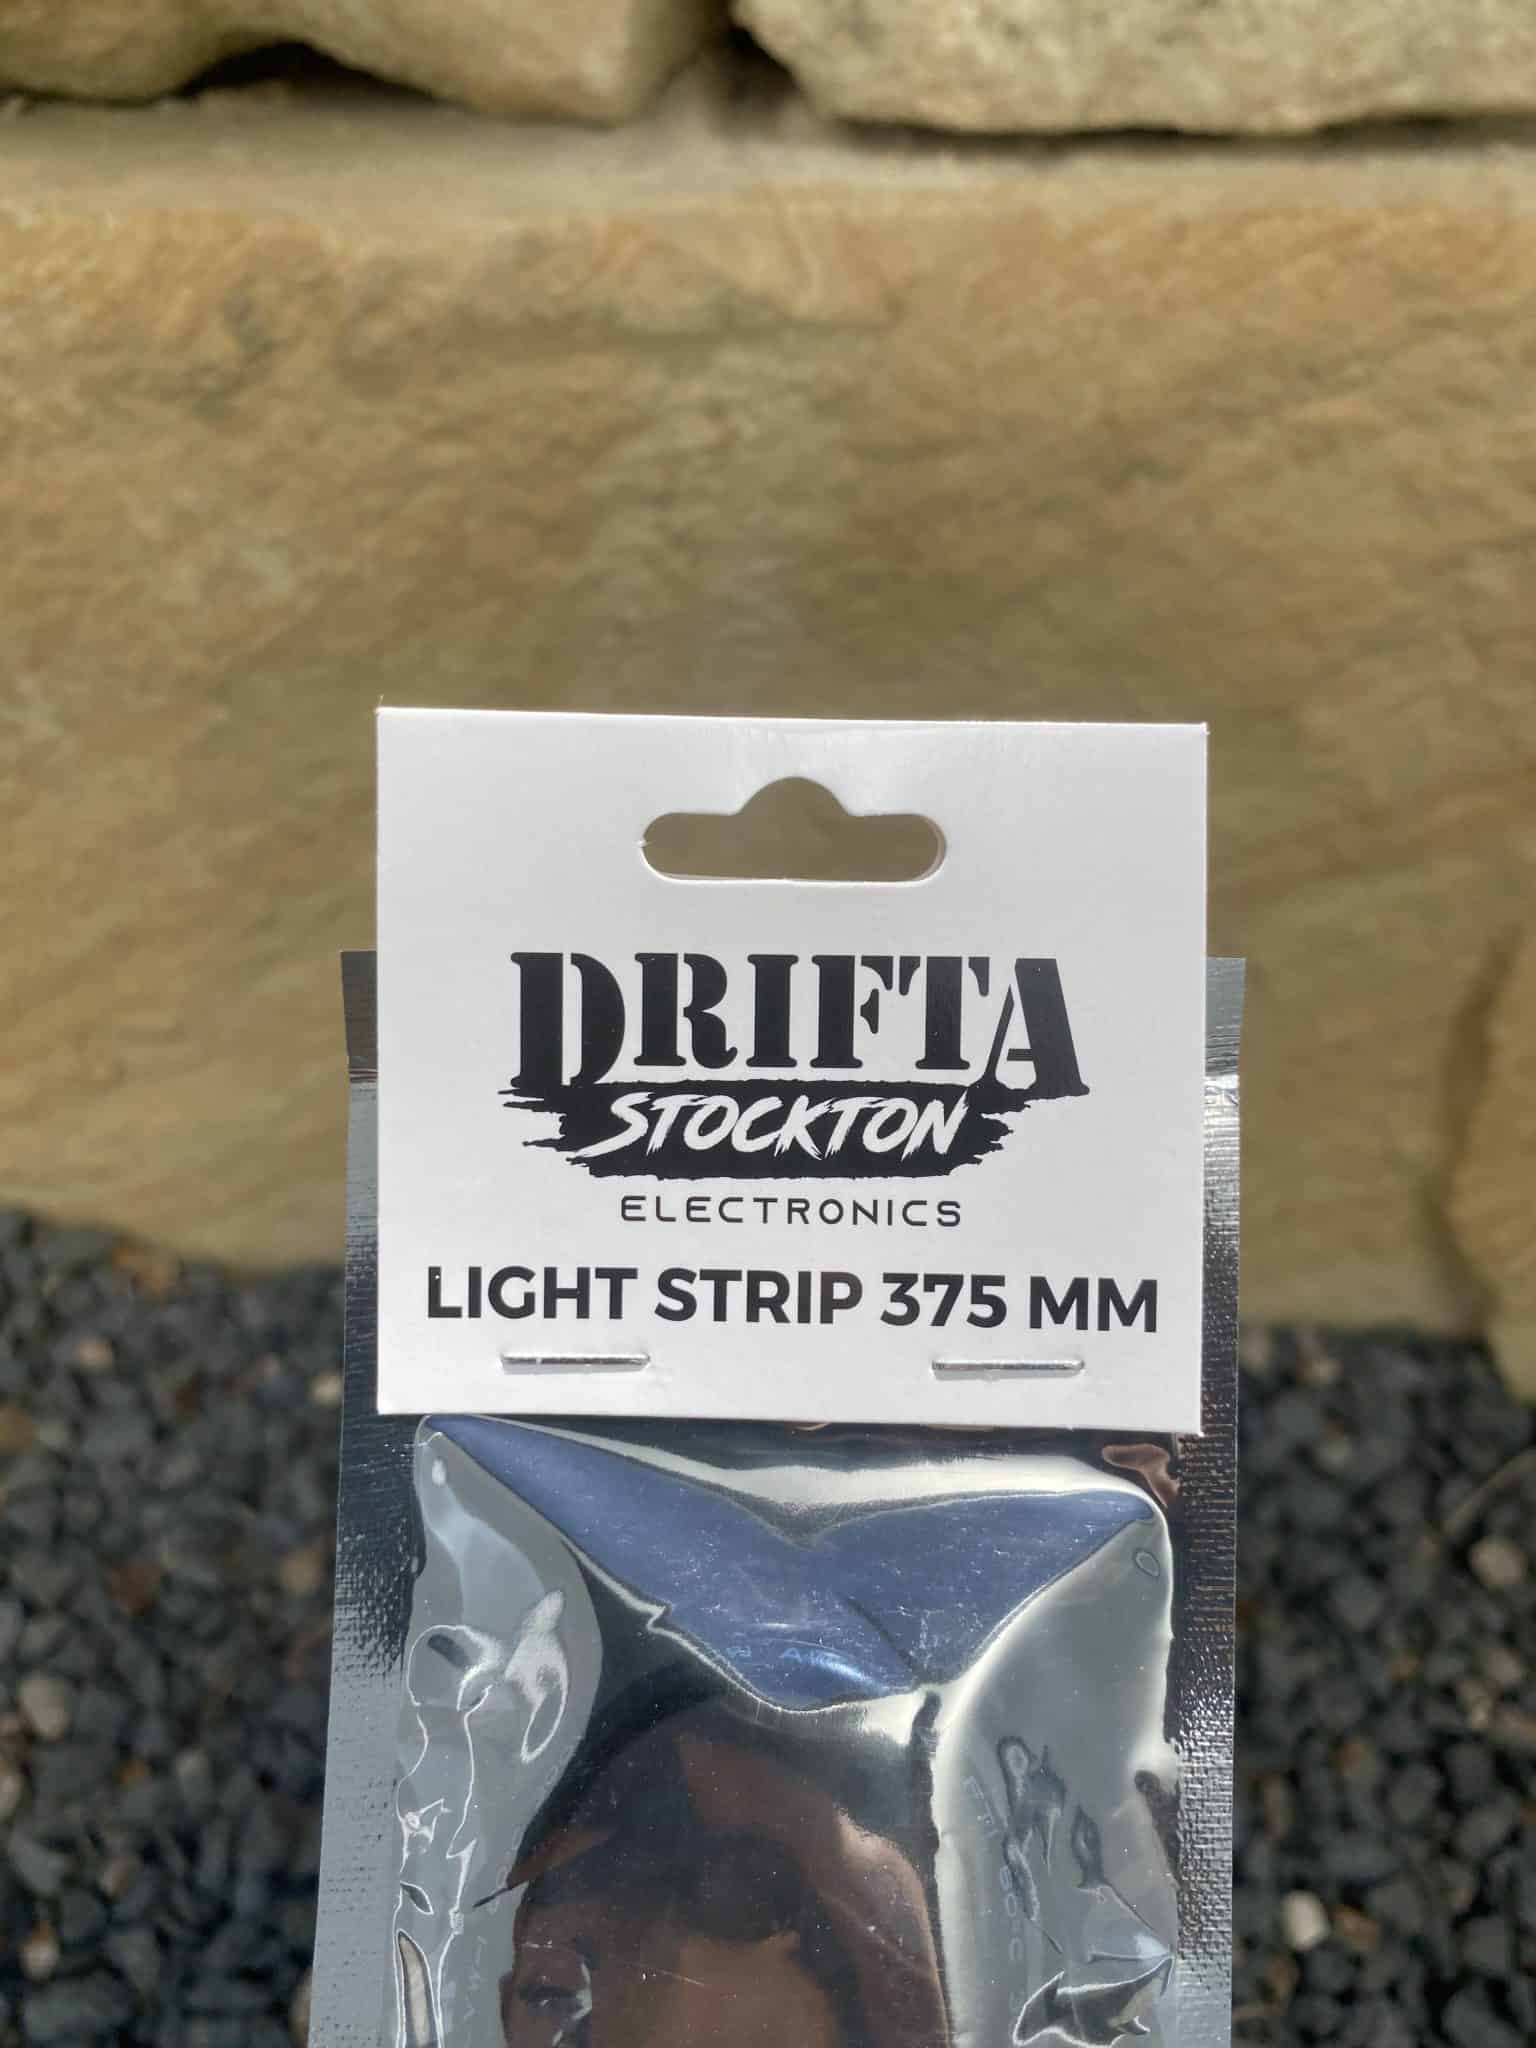 DRIFTA
STOCKTON
ELECTRONICS
LIGHT STRIP 375 MM